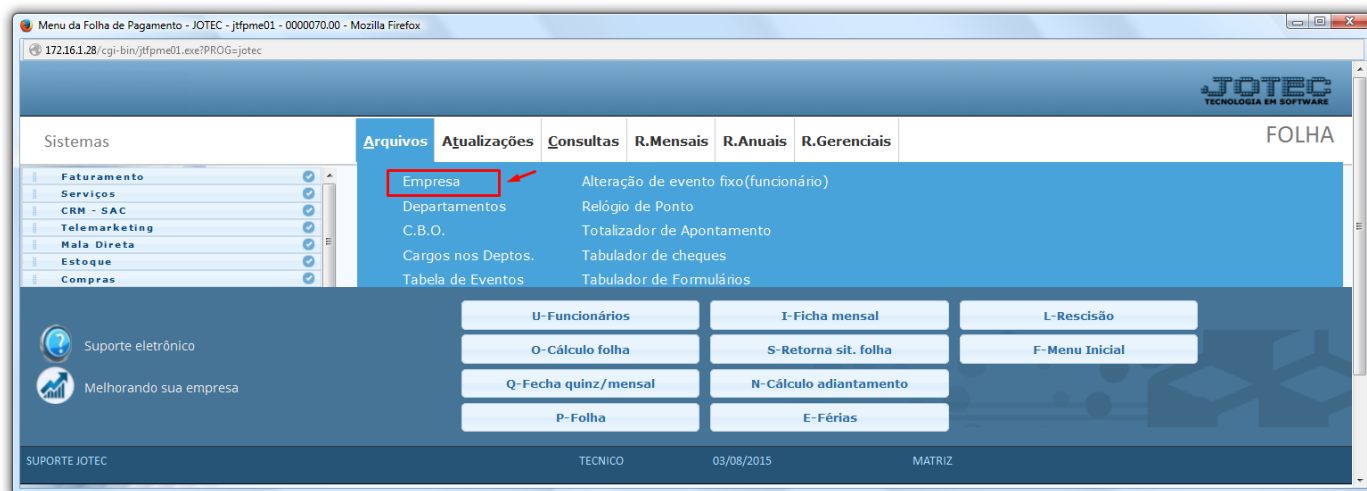 Menu da Folha de Pagamento - JOTEC - jtfpme01 - 0000070.00 - Mozilla Firefox
172.16.1.28/cgi-bin/jtfpme01.exe?PROG=jotec
JOTEC
TECNOLOGIA EM SOFTWARE
Sistemas
Arquivos Atualizações Consultas R.Mensais R.Anuais R.Gerenciais
FOLHA
Faturamento
Serviços
CRM - SAC
Telemarketing
Mala Direta
Estoque
Compras
Empresa Alteração de evento fixo(funcionário)
Departamentos Relógio de Ponto
C.B.O. Totalizador de Apontamento
Cargos nos Deptos. Tabulador de cheques
Tabela de Eventos Tabulador de Formulários
U-Funcionários I-Ficha mensal L-Rescisão
O-Cálculo folha S-Retorna sit. folha F-Menu Inicial
Q-Fecha quinz/mensal N-Cálculo adiantamento
P-Folha E-Férias
Suporte eletrônico
Melhorando sua empresa
SUPORTE JOTEC TECNICO 03/08/2015 MATRIZ